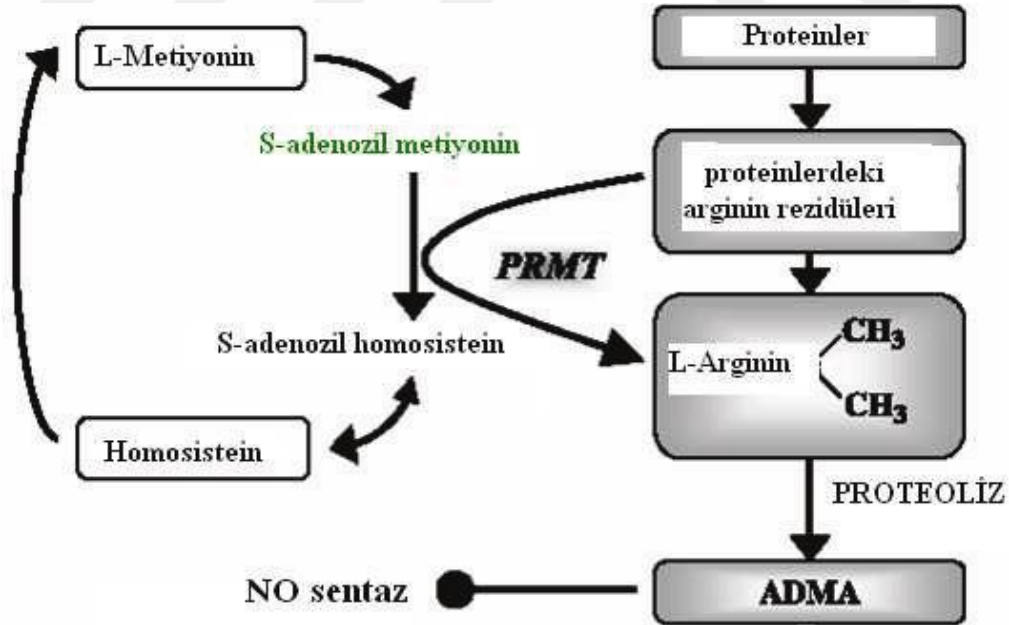 L-Metiyonin
Proteinler
S-adenozil metiyonin
proteinlerdeki
arginin rezidüleri
PRMT
S-adenozil homosistein
L-Arginin
CH₃
CH₃
Homosistein
PROTEOLİZ
NO sentaz
ADMA